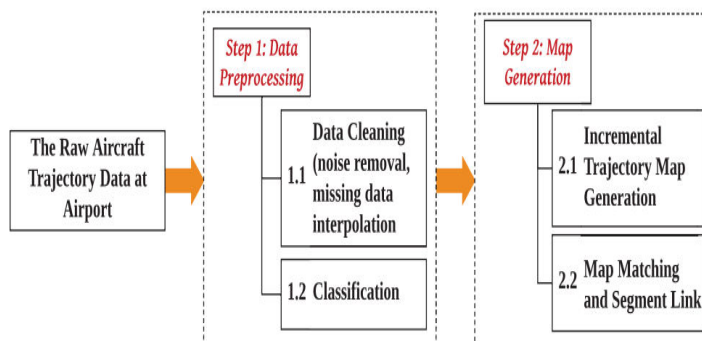 The Raw Aircraft
Trajectory Data at
Airport
Step 1: Data
Preprocessing
1.1 Data Cleaning
(noise removal,
missing data
interpolation
1.2 Classification
Step 2: Map
Generation
2.1 Incremental
Trajectory Map
Generation
2.2 Map Matching
and Segment Link